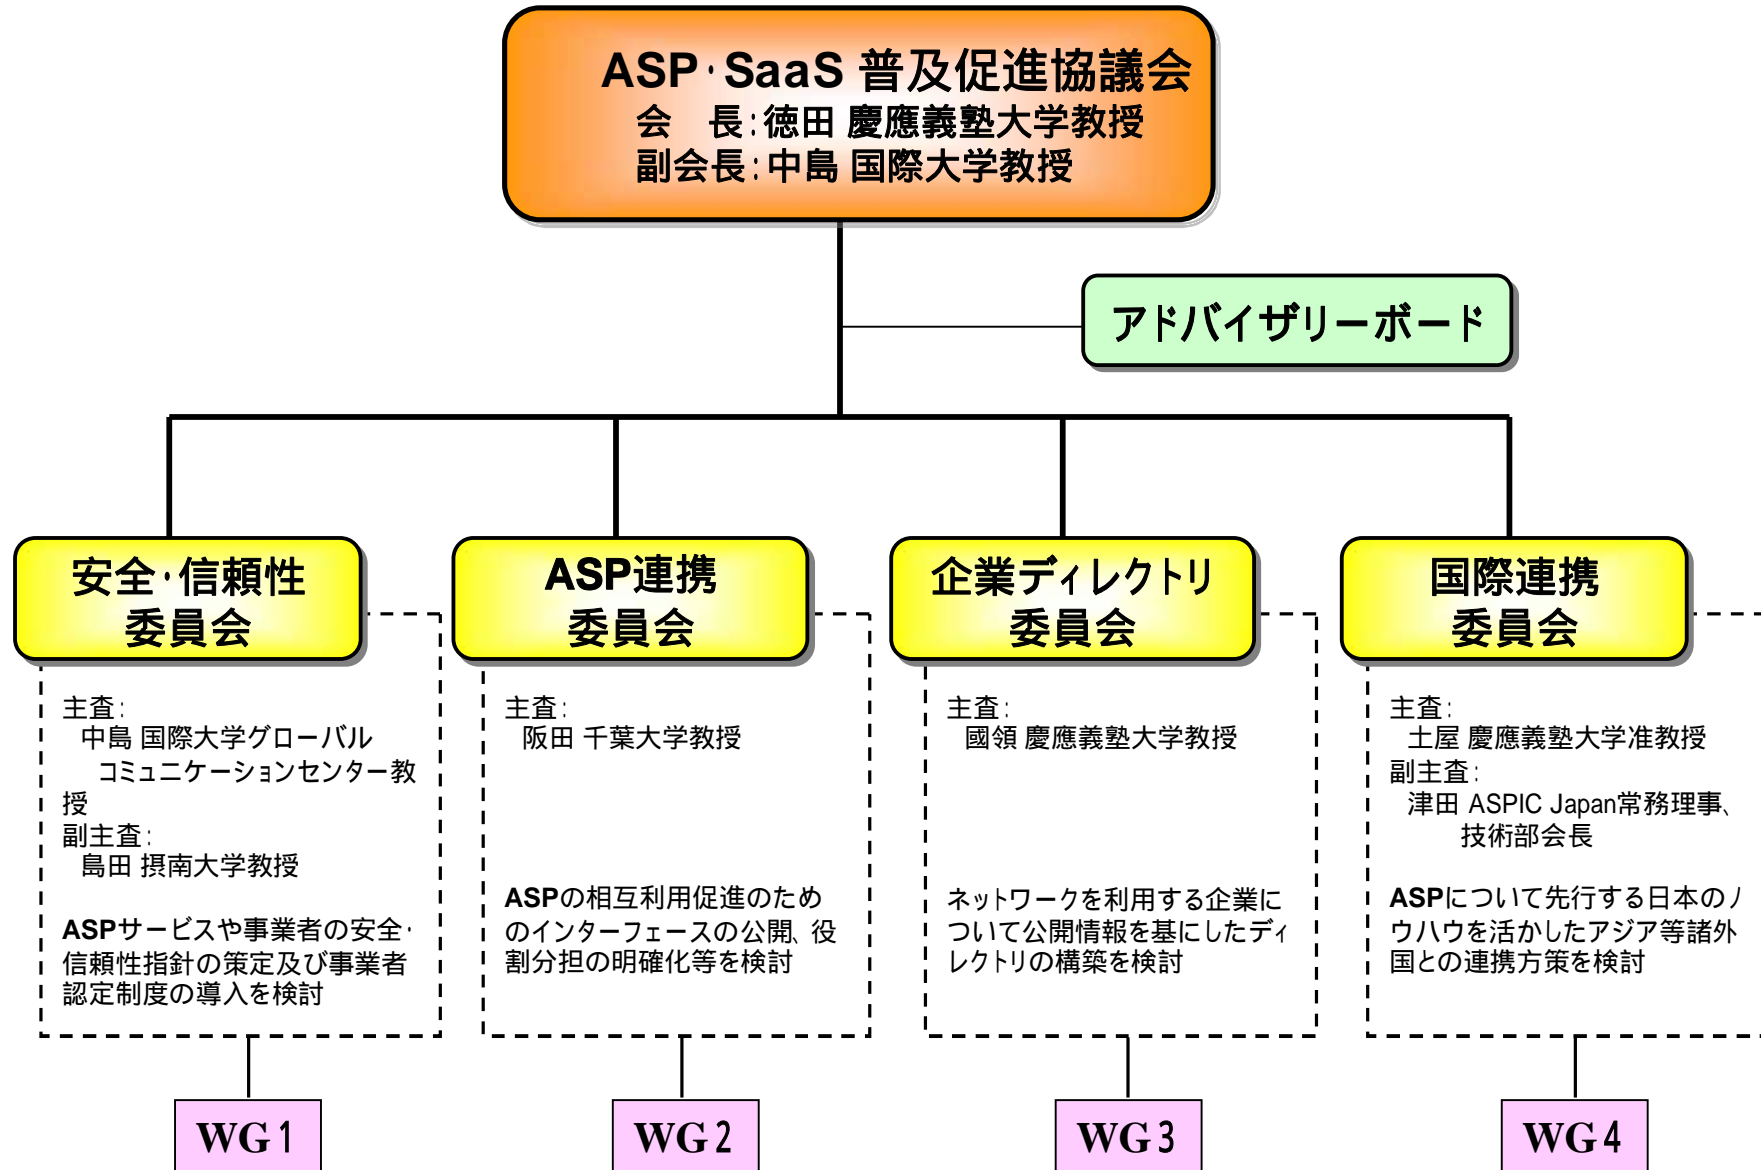 ASP·SaaS 普及促進協議会
会　長:徳田 慶應義塾大学教授
副会長:中島 国際大学教授
アドバイザリーボード
安全·信頼性
委員会
主査:
中島 国際大学グローバル
コミュニケーションセンター教
授
副主査:
島田 摂南大学教授
ASPサービスや事業者の安全·
信頼性指針の策定及び事業者
認定制度の導入を検討
WG1
ASP連携
委員会
主査:
阪田 千葉大学教授
ASPの相互利用促進のため
のインターフェースの公開、役
割分担の明確化等を検討
WG2
企業ディレクトリ
委員会
主査:
國領 慶應義塾大学教授
ネットワークを利用する企業に
ついて公開情報を基にしたディ
レクトリの構築を検討
WG3
国際連携
委員会
主査:
土屋 慶應義塾大学准教授
副主査:
津田 ASPIC Japan常務理事、
技術部会長
ASPについて先行する日本のノ
ウハウを活かしたアジア等諸外
国との連携方策を検討
WG4